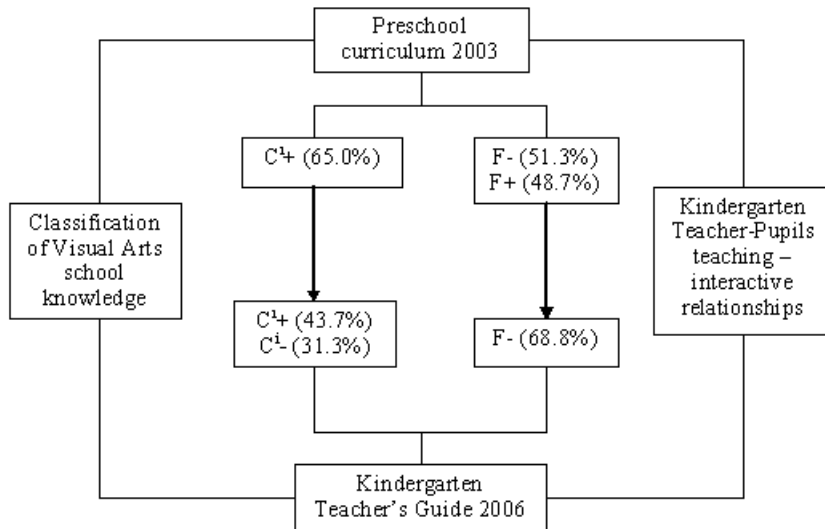 Preschool
curriculum 2003
C¹+ (65.0%)
F- (51.3%)
F+ (48.7%)
Classification
of Visual Arts
school
knowledge
Kindergarten
Teacher-Pupils
teaching –
interactive
relationships
C¹+ (43.7%)
Cⁱ- (31.3%)
F- (68.8%)
Kindergarten
Teacher’s Guide 2006